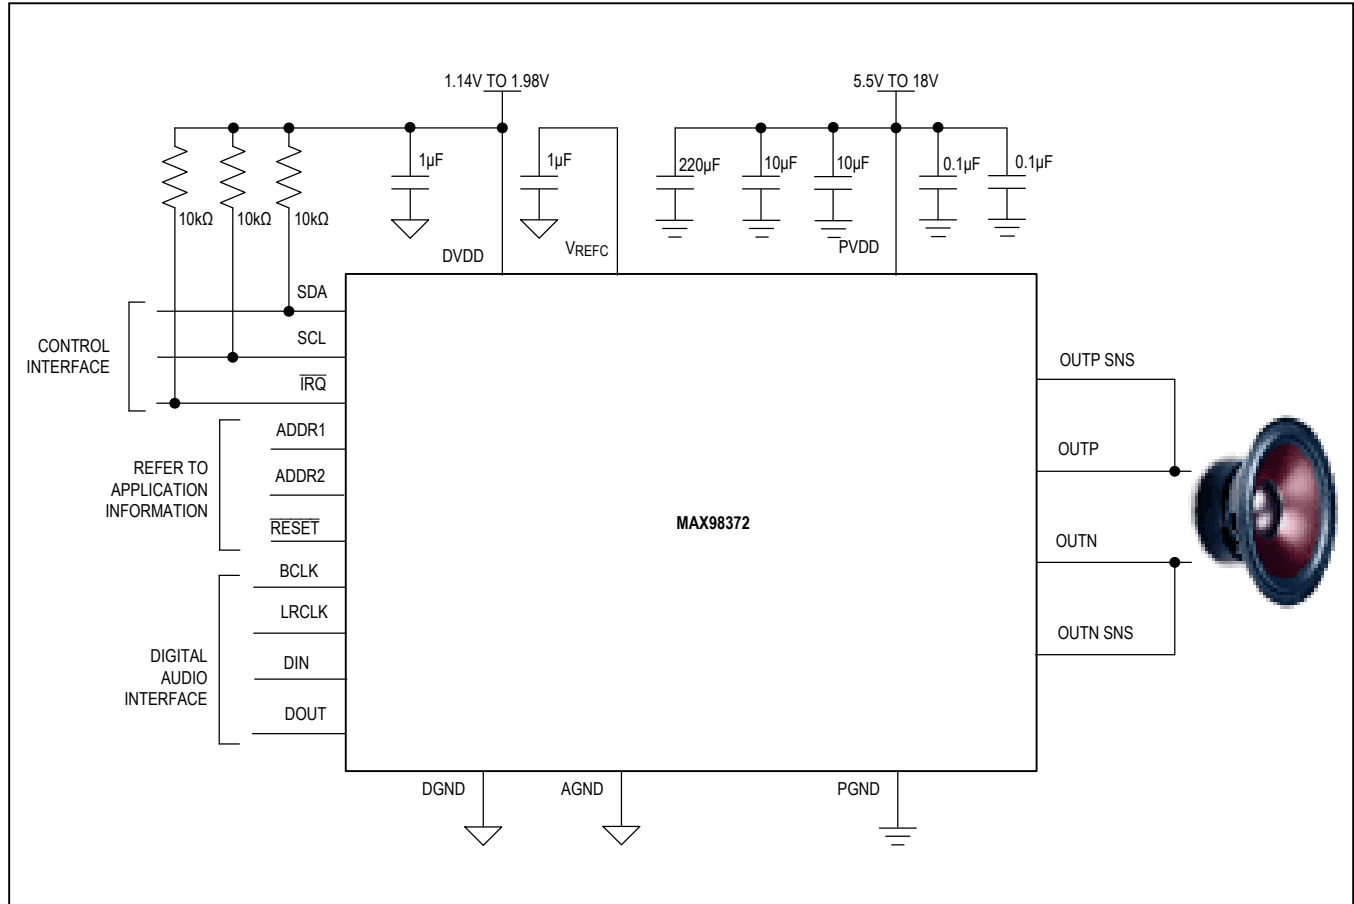 1.14V TO 1.98V
5.5V TO 18V
1µF
1µF
220µF
10µF
10µF
0.1µF
0.1µF
10kΩ
10kΩ
10kΩ
DVDD
VREFC
PVDD
SDA
SCL
IRQ
CONTROL
INTERFACE
ADDR1
ADDR2
RESET
REFER TO
APPLICATION
INFORMATION
BCLK
LRCLK
DIN
DOUT
DIGITAL
AUDIO
INTERFACE
MAX98372
OUTP SNS
OUTP
OUTN
OUTN SNS
DGND
AGND
PGND